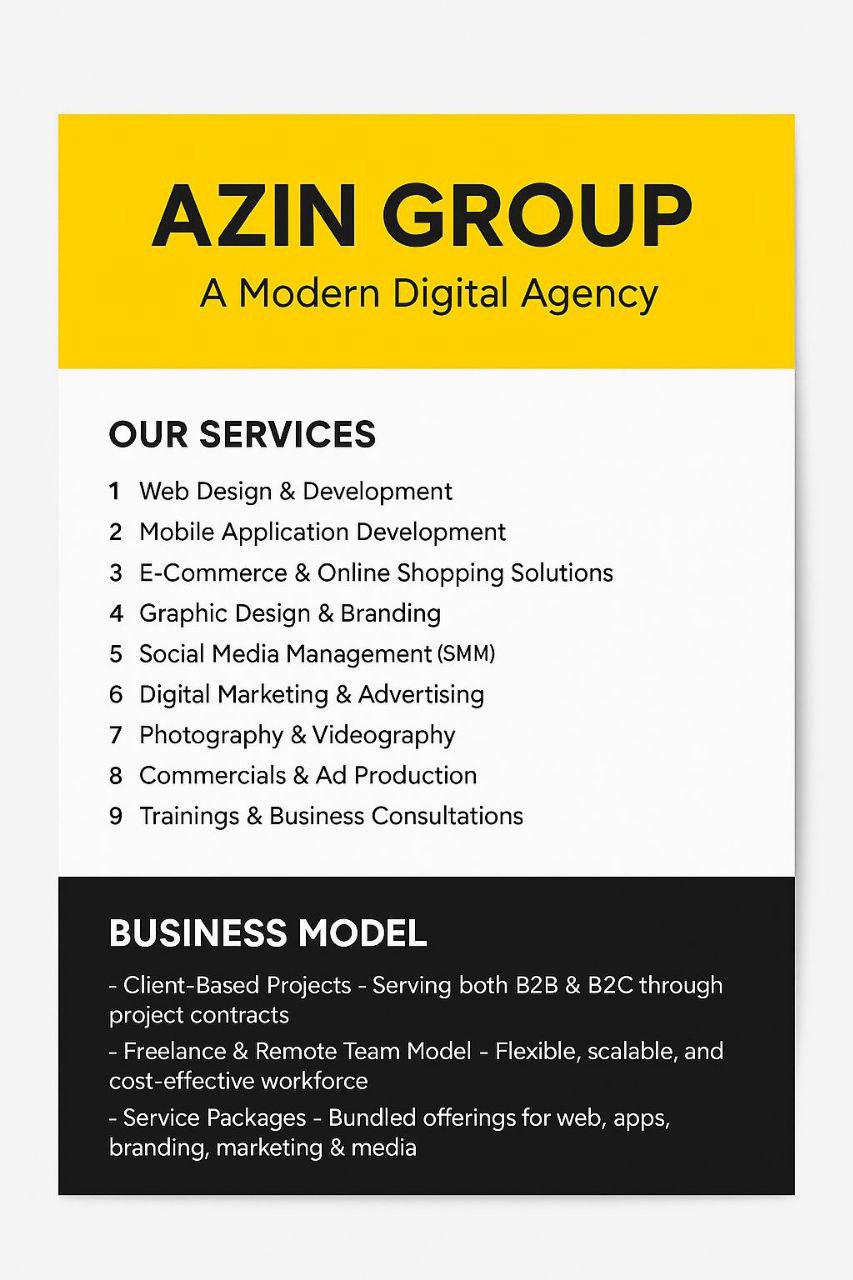 AZIN GROUP
A Modern Digital Agency
OUR SERVICES
1 Web Design & Development
2 Mobile Application Development
3 E-Commerce & Online Shopping Solutions
4 Graphic Design & Branding
5 Social Media Management (SMM)
6 Digital Marketing & Advertising
7 Photography & Videography
8 Commercials & Ad Production
9 Trainings & Business Consultations
BUSINESS MODEL
- Client-Based Projects - Serving both B2B & B2C through
project contracts
- Freelance & Remote Team Model - Flexible, scalable, and
cost-effective workforce
- Service Packages - Bundled offerings for web, apps,
branding, marketing & media